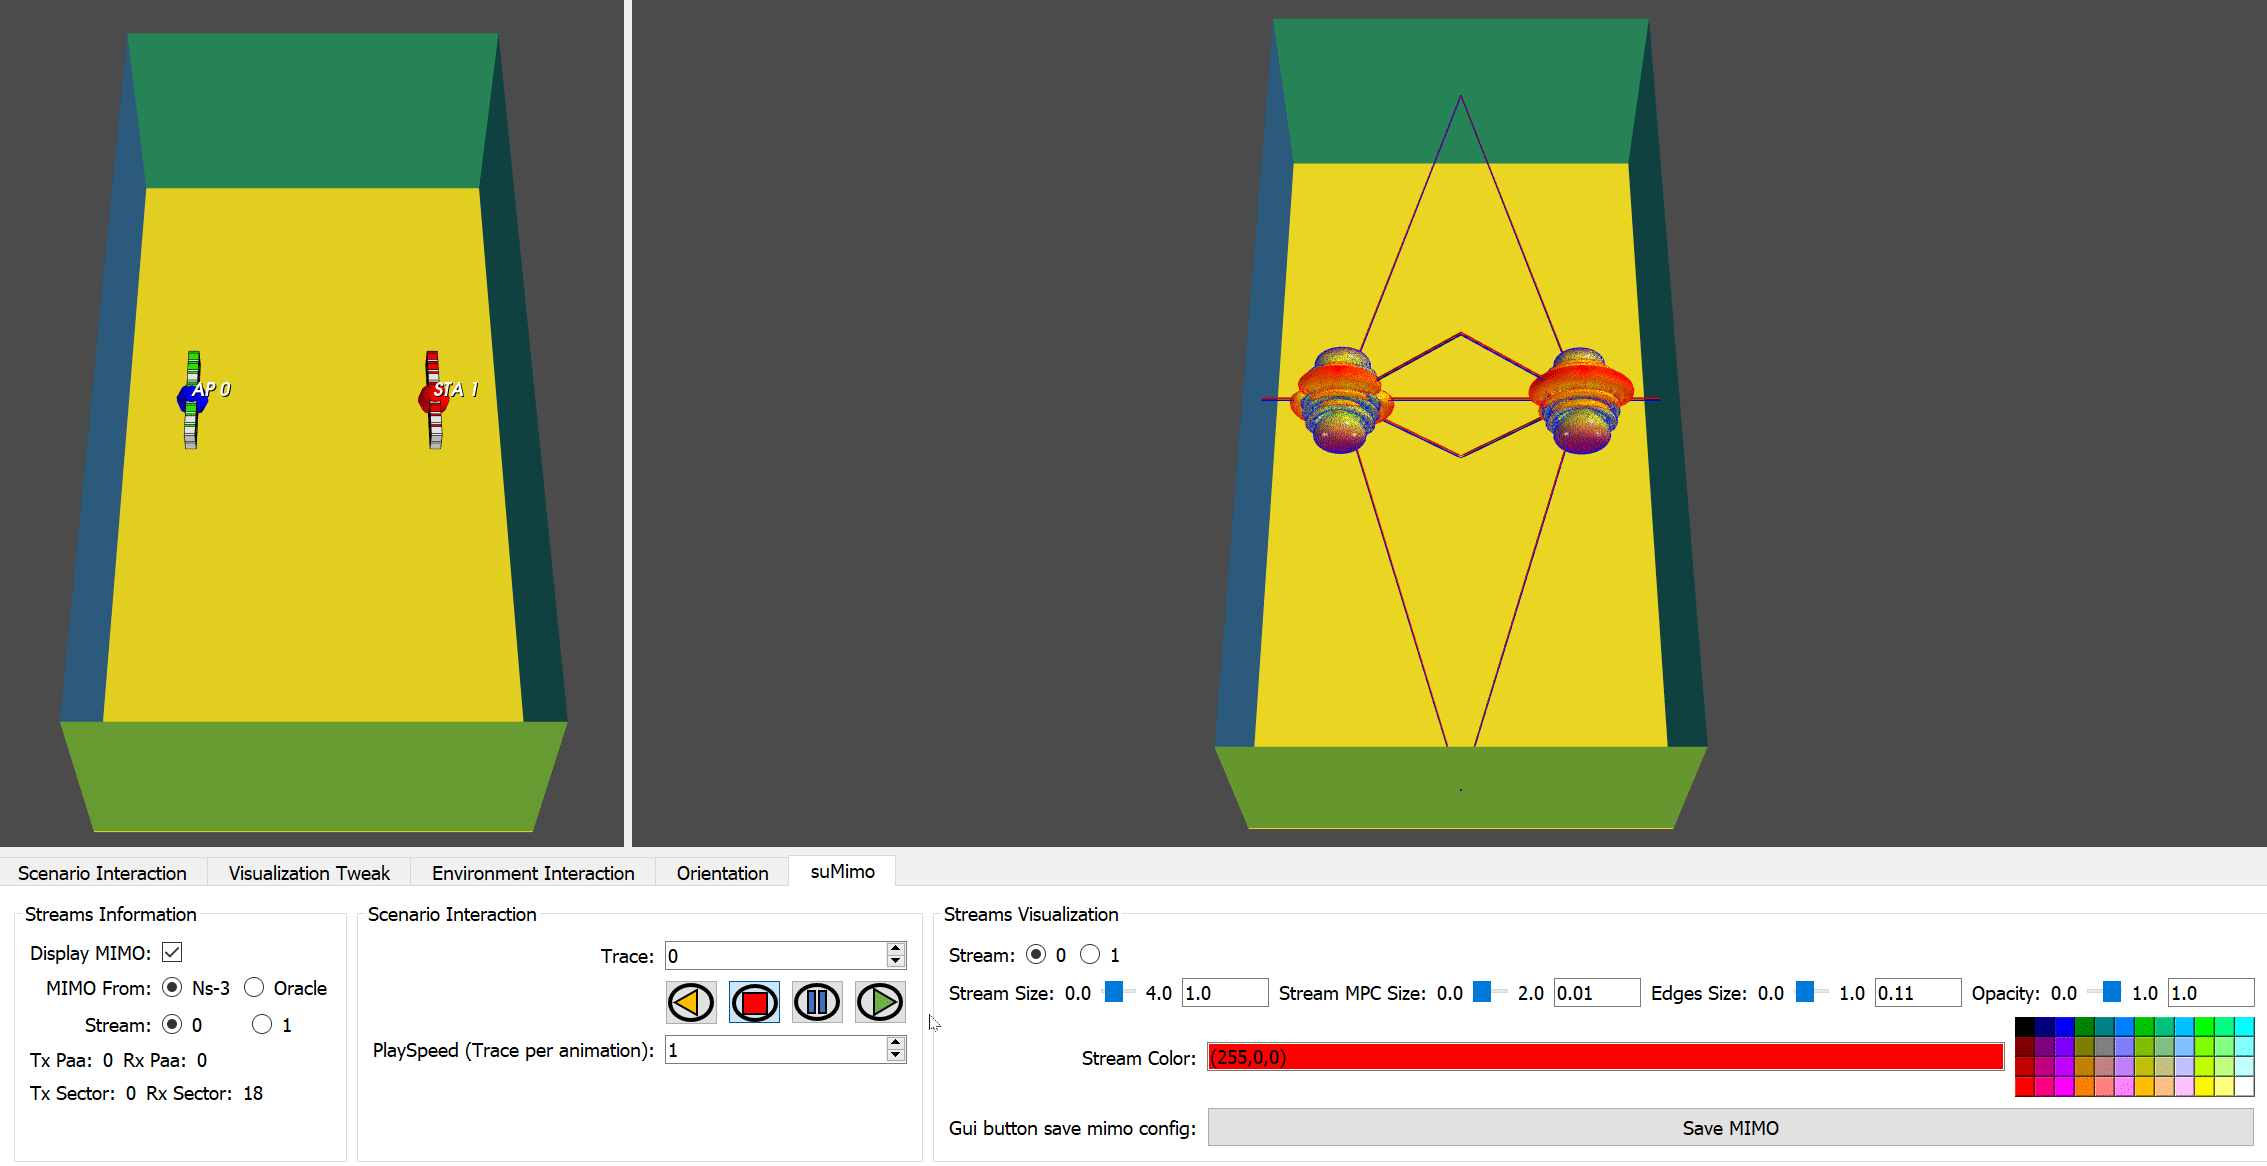 AP 0
STA 1
Scenario Interaction
Visualization Tweak
Environment Interaction
Orientation
suMimo
Streams Information
Display MIMO:
MIMO From: Ns-3 Oracle
Stream: 0 1
Tx Paa: 0 Rx Paa: 0
Tx Sector: 0 Rx Sector: 18
Scenario Interaction
Trace: 0
PlaySpeed (Trace per animation): 1
Streams Visualization
Stream: 0 1
Stream Size: 0.0 4.0 1.0 Stream MPC Size: 0.0 2.0 0.01 Edges Size: 0.0 1.0 0.11 Opacity: 0.0 1.0 1.0
Stream Color: (255,0,0)
Gui button save mimo config: Save MIMO